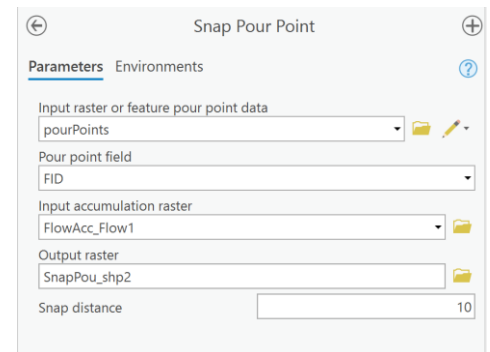 Snap Pour Point
Parameters Environments
Input raster or feature pour point data
pourPoints
Pour point field
FID
Input accumulation raster
FlowAcc_Flow1
Output raster
SnapPou_shp2
Snap distance 10